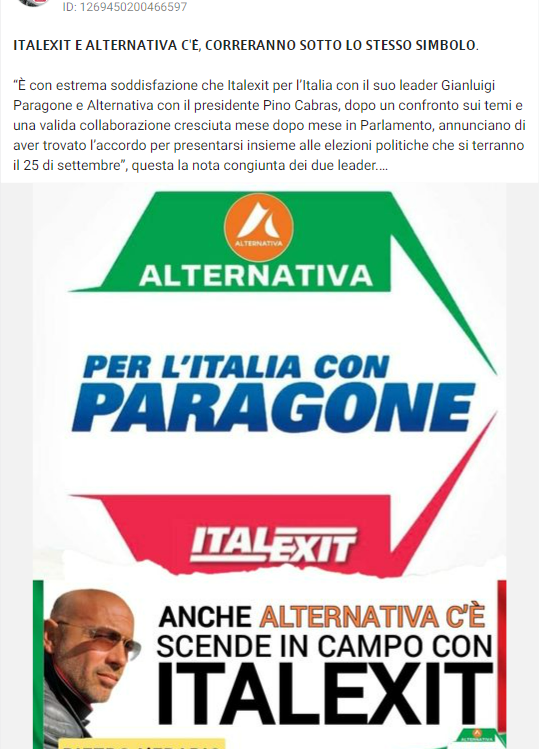 ID: 1269450200466597
ITALEXIT E ALTERNATIVA C'È, CORRERANNO SOTTO LO STESSO SIMBOLO.
“È con estrema soddisfazione che Italexit per l’Italia con il suo leader Gianluigi
Paragone e Alternativa con il presidente Pino Cabras, dopo un confronto sui temi e
una valida collaborazione cresciuta mese dopo mese in Parlamento, annunciano di
aver trovato l’accordo per presentarsi insieme alle elezioni politiche che si terranno
il 25 di settembre”, questa la nota congiunta dei due leader....
ALTERNATIVA
ALTERNATIVA
PER L’ITALIA CON
PARAGONE
ITALEXIT
ANCHE ALTERNATIVA C’È
SCENDE IN CAMPO CON
ITALEXIT
ALTERNATIVA